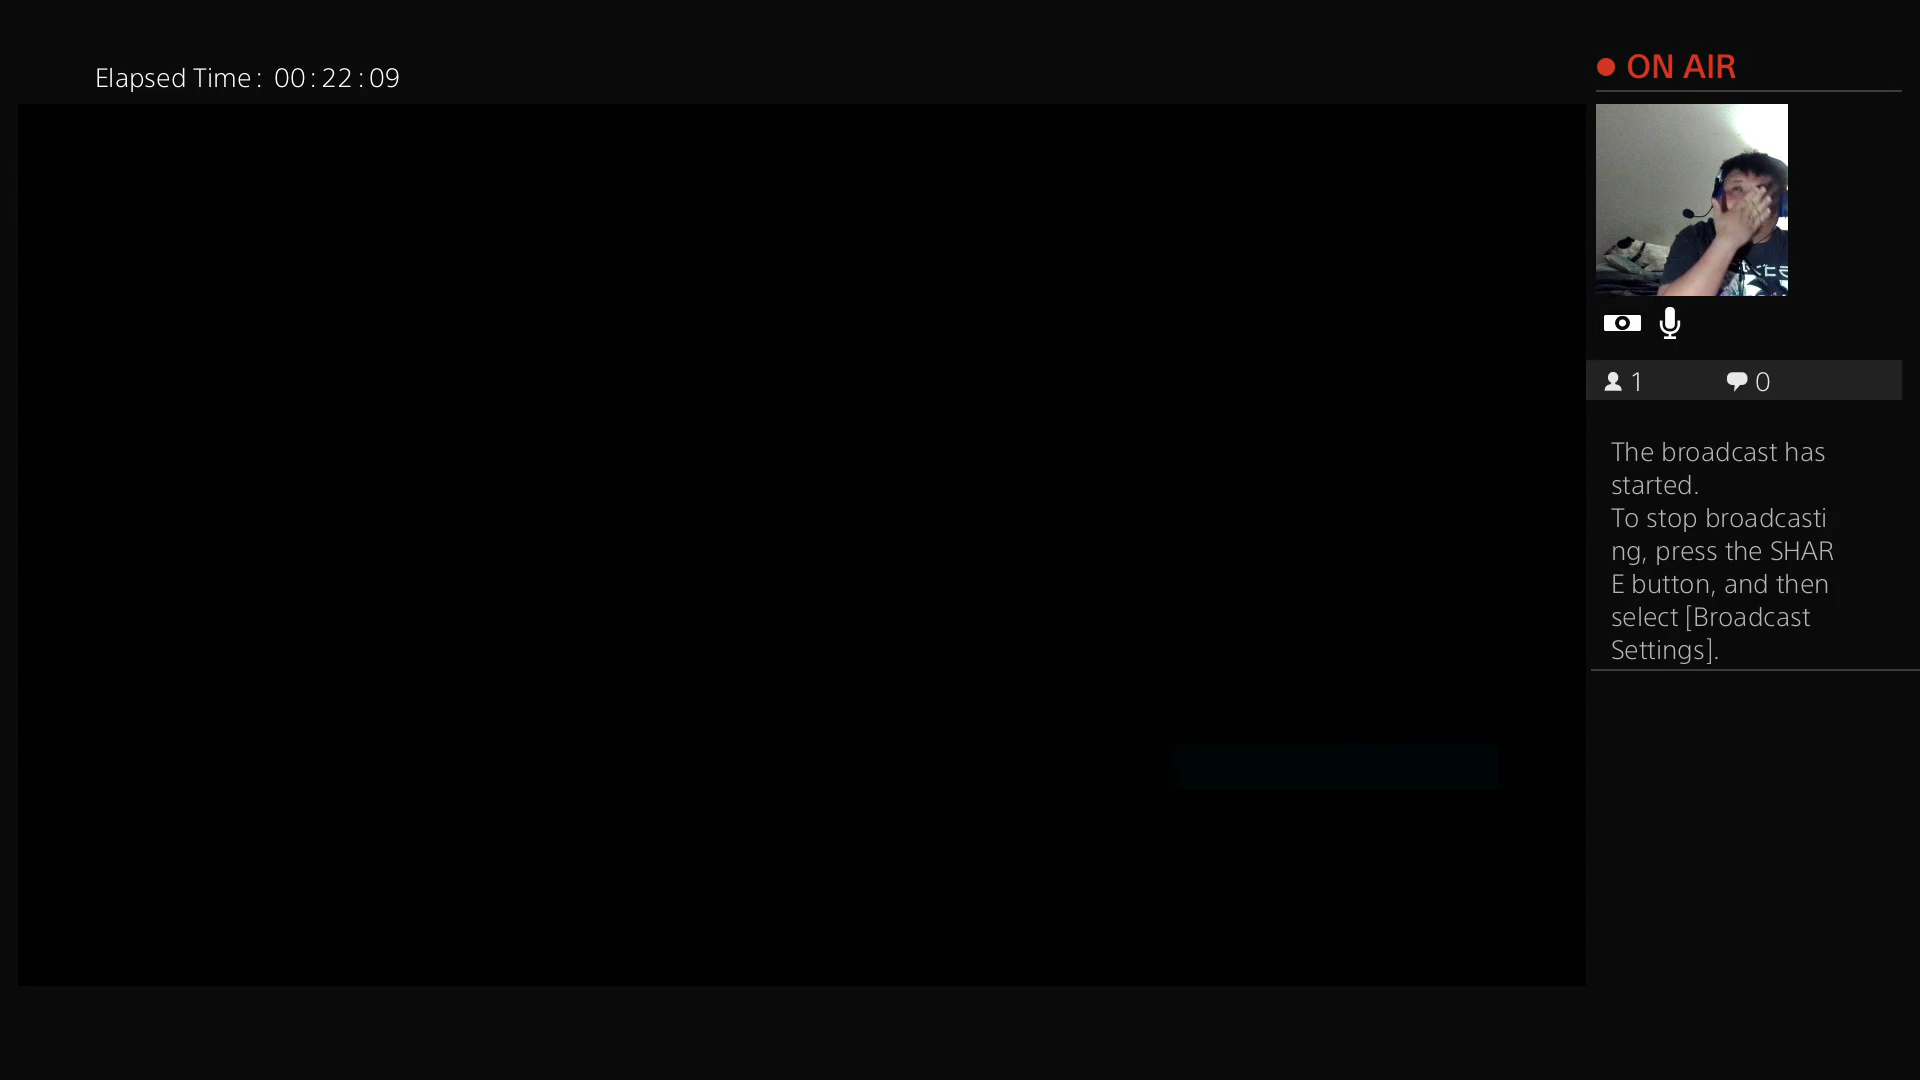 Elapsed Time: 00:22:09
ON AIR
1
0
The broadcast has
started.
To stop broadcasti
ng, press the SHAR
E button, and then
select [Broadcast
Settings].